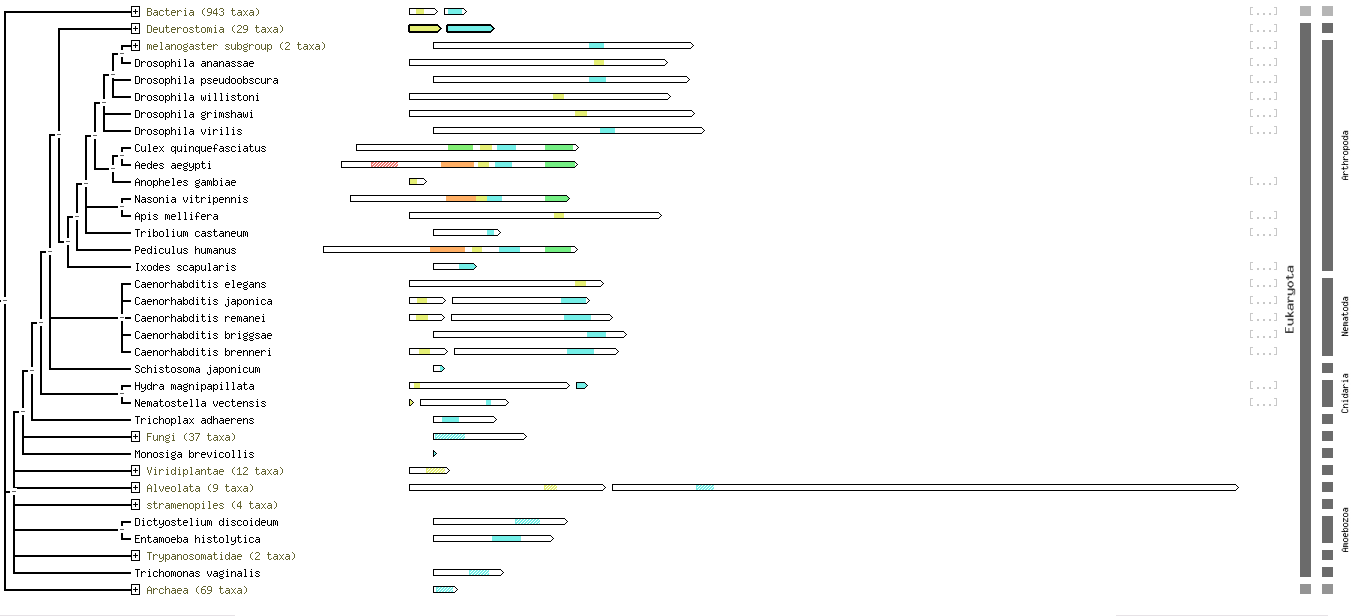 Bacteria (943 taxa) [...]
Deuterostomia (29 taxa) [...]
melanogaster subgroup (2 taxa) [...]
Drosophila ananassae [...]
Drosophila pseudoobscura [...]
Drosophila willistoni [...]
Drosophila grimshawi [...]
Drosophila virilis [...]
Culex quinquefasciatus
Aedes aegypti
Anopheles gambiae [...]
Nasonia vitripennis
Apis mellifera [...]
Tribolium castaneum [...]
Pediculus humanus
Ixodes scapularis [...]
Caenorhabditis elegans
Caenorhabditis japonica
Caenorhabditis remanei
Caenorhabditis briggsae
Caenorhabditis brenneri
Schistosoma japonicum
Hydra magnipapillata [...]
Nematostella vectensis [...]
Trichoplax adhaerens
Fungi (37 taxa)
Monosiga brevicollis
Viridiplantae (12 taxa)
Alveolata (9 taxa)
stramenopiles (4 taxa)
Dictyostelium discoideum
Entamoeba histolytica
Trypanosomatidae (2 taxa)
Trichomonas vaginalis
Archaea (69 taxa)
Eukaryota
Arthropoda
Nematoda
Cnidaria
Amoebozoa